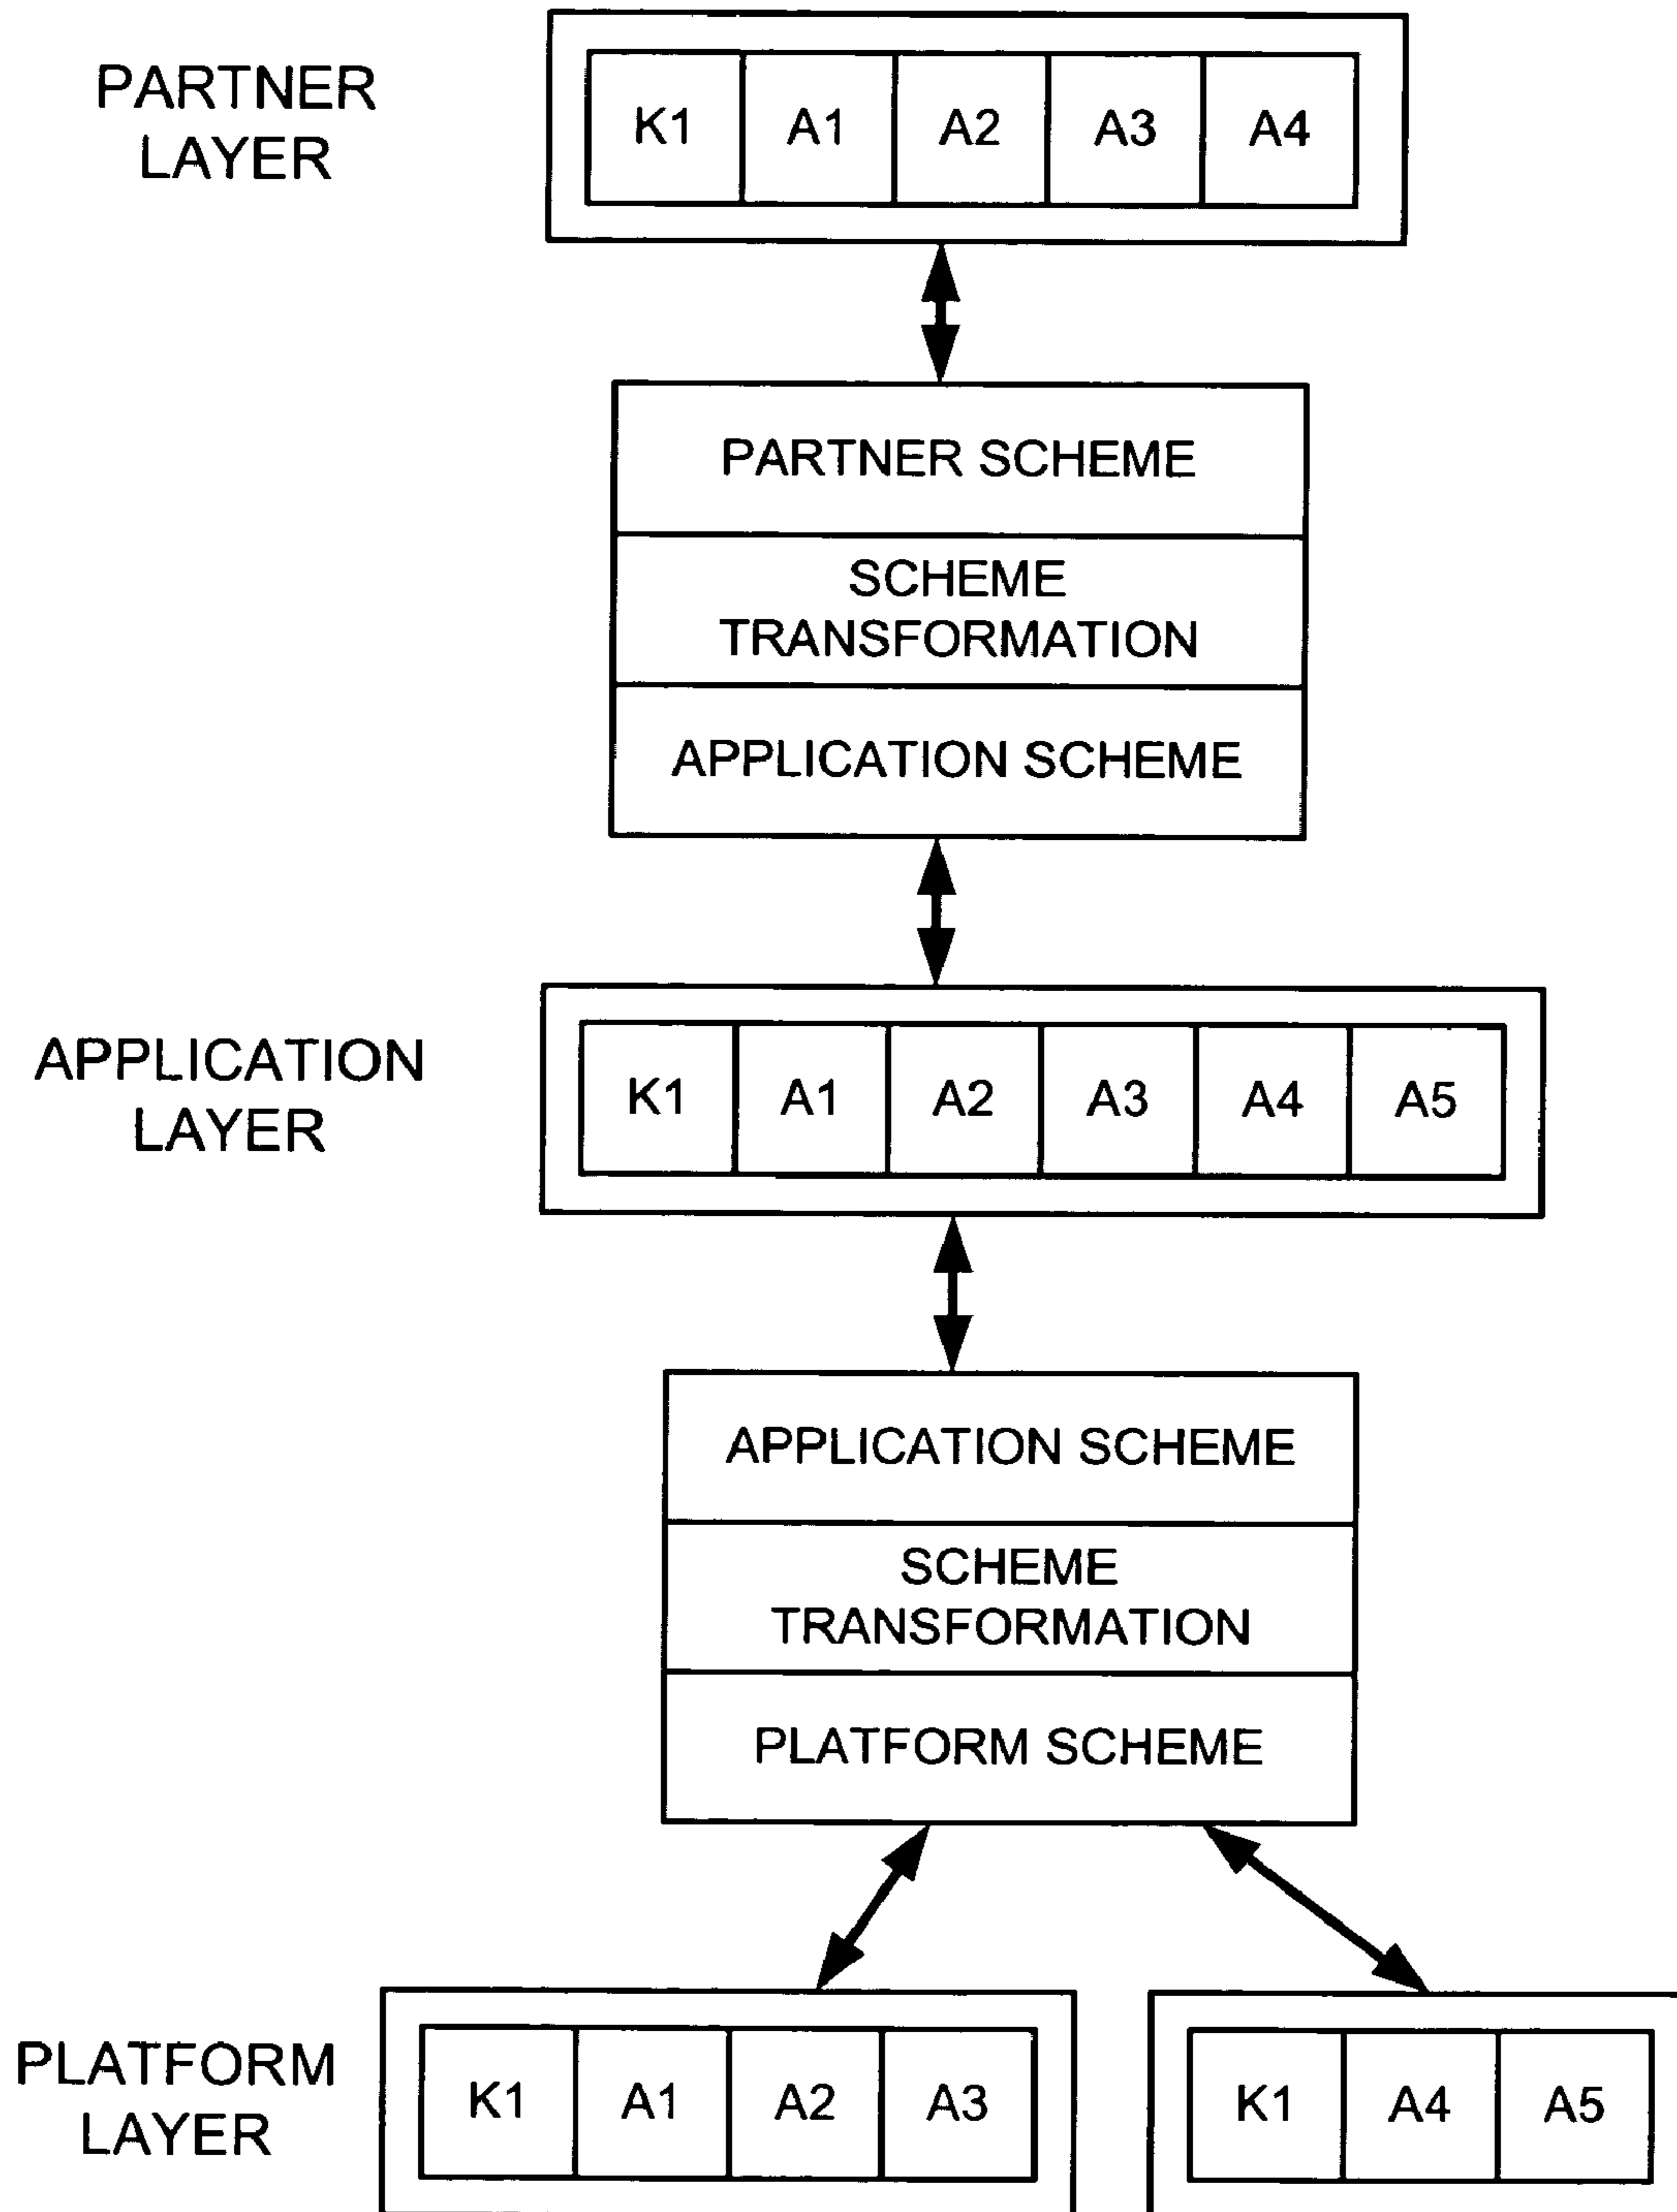 PARTNER
LAYER
K1 A1 A2 A3 A4
PARTNER SCHEME
SCHEME
TRANSFORMATION
APPLICATION SCHEME
APPLICATION
LAYER
K1 A1 A2 A3 A4 A5
APPLICATION SCHEME
SCHEME
TRANSFORMATION
PLATFORM SCHEME
PLATFORM
LAYER
K1 A1 A2 A3
K1 A4 A5